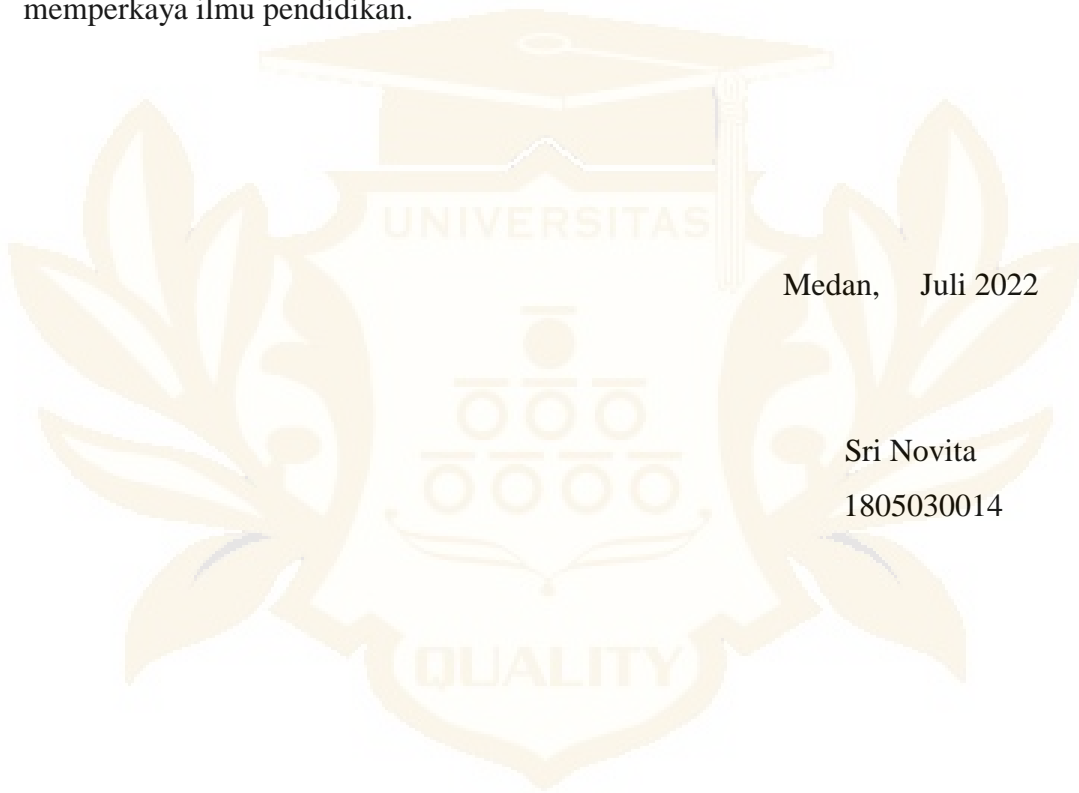 memperkaya ilmu pendidikan.
UNIVERSITAS
Medan, Juli 2022
Sri Novita
1805030014
QUALITY